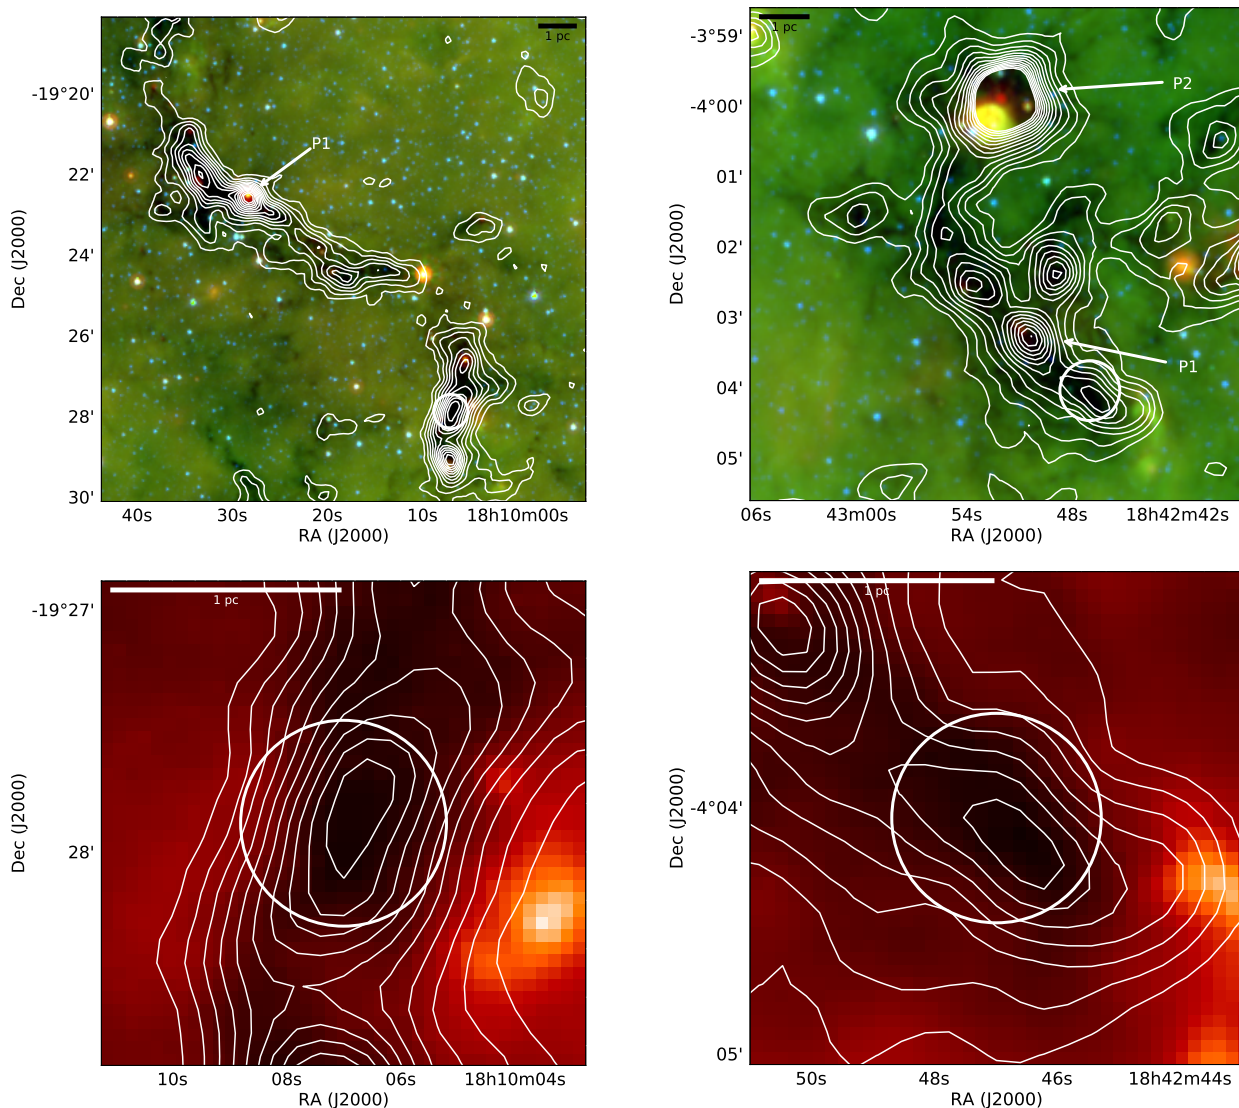 1 pc
P1
-19°20'
22'
24'
26'
28'
30'
Dec (J2000)
40s 30s 20s 10s 18h10m00s
RA (J2000)
1 pc
P2
P1
-3°59'
-4°00'
01'
02'
03'
04'
05'
Dec (J2000)
06s 43m00s 54s 48s 18h42m42s
RA (J2000)
1 pc
-19°27'
28'
Dec (J2000)
10s 08s 06s 18h10m04s
RA (J2000)
1 pc
-4°04'
05'
Dec (J2000)
50s 48s 46s 18h42m44s
RA (J2000)